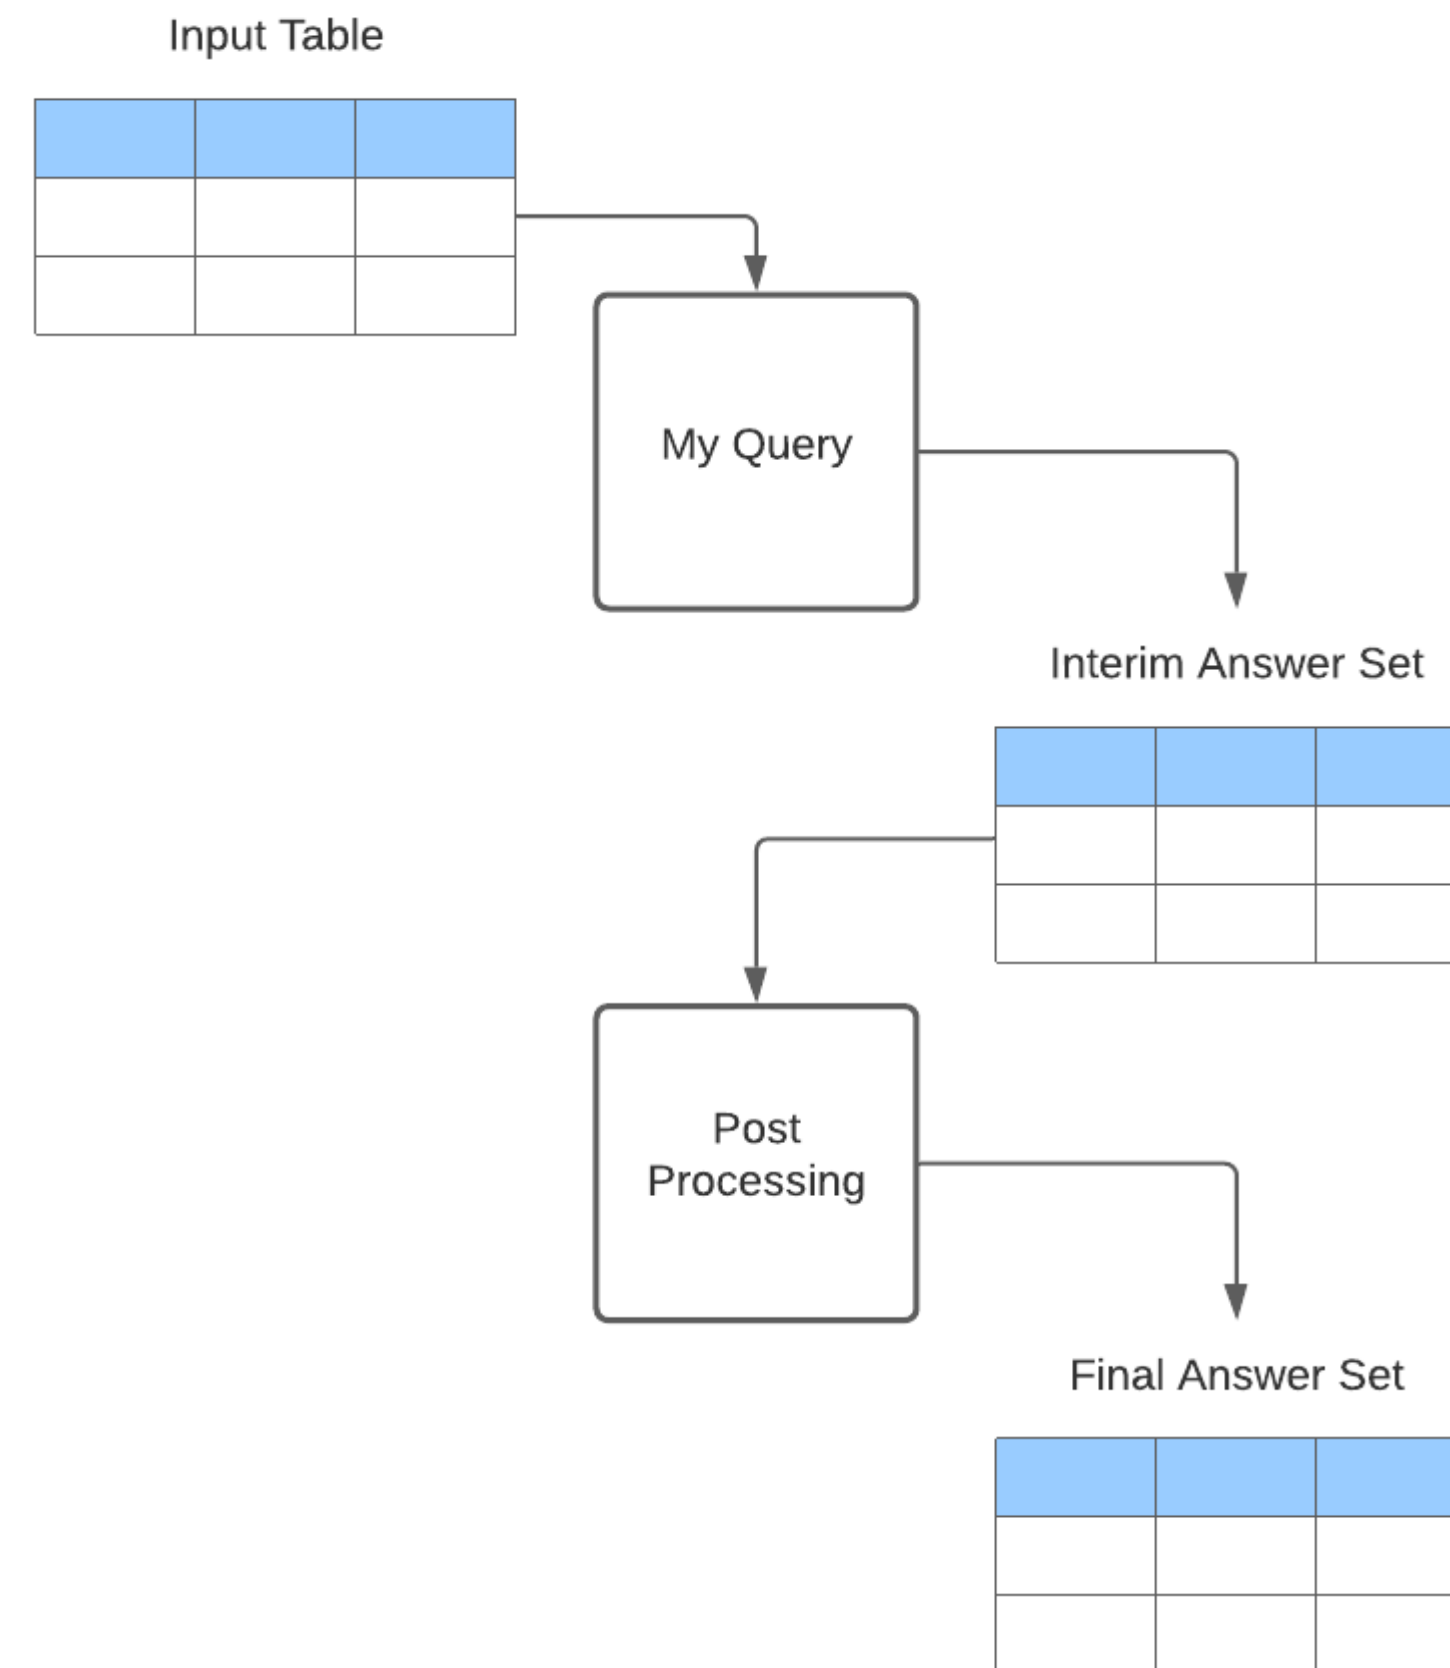 Input Table
My Query
Interim Answer Set
Post
Processing
Final Answer Set